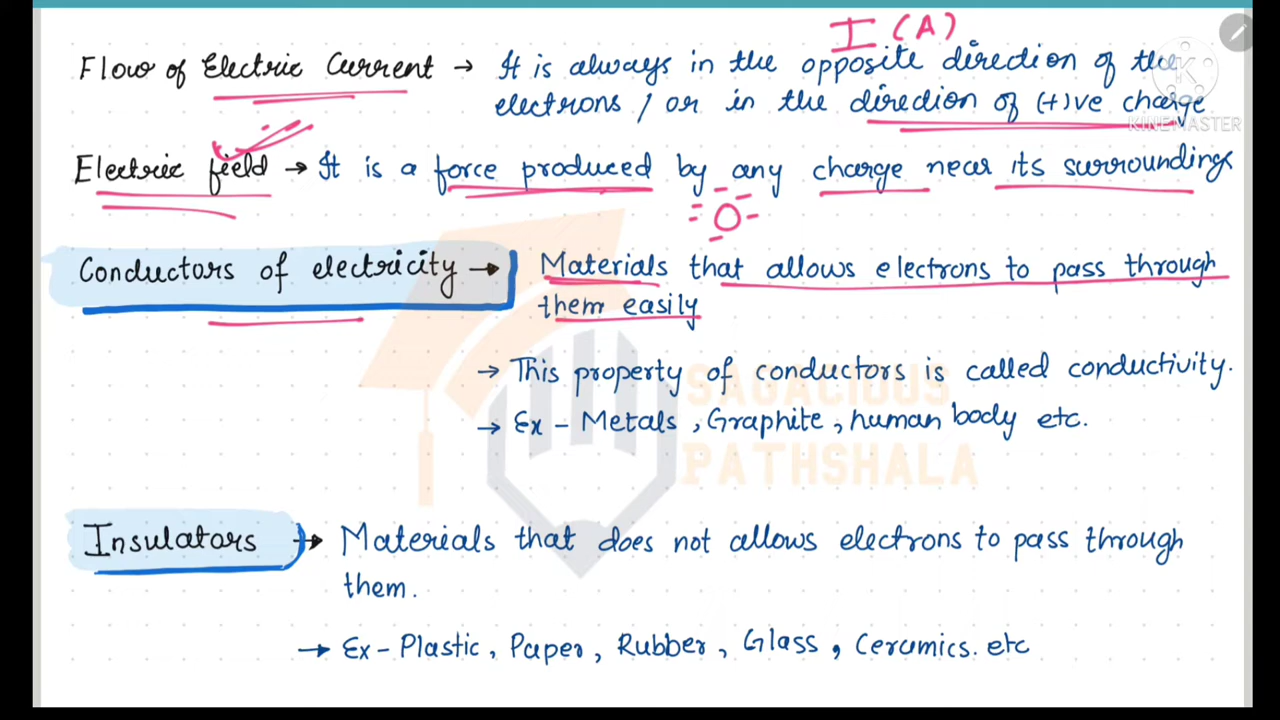 I (A)
Flow of Electric Current → It is always in the opposite direction of the
electrons / or in the direction of (+)ve charge
KINEMASTER
Electric field → It is a force produced by any charge near its surroundings
Conductors of electricity → Materials that allows electrons to pass through
them easily
→ This property of conductors is called conductivity.
SAGACIOUS
→ Ex - Metals, Graphite, human body etc.
PATHSHALA
Insulators → Materials that does not allows electrons to pass through
them.
→ Ex - Plastic, Paper, Rubber, Glass, Ceramics. etc